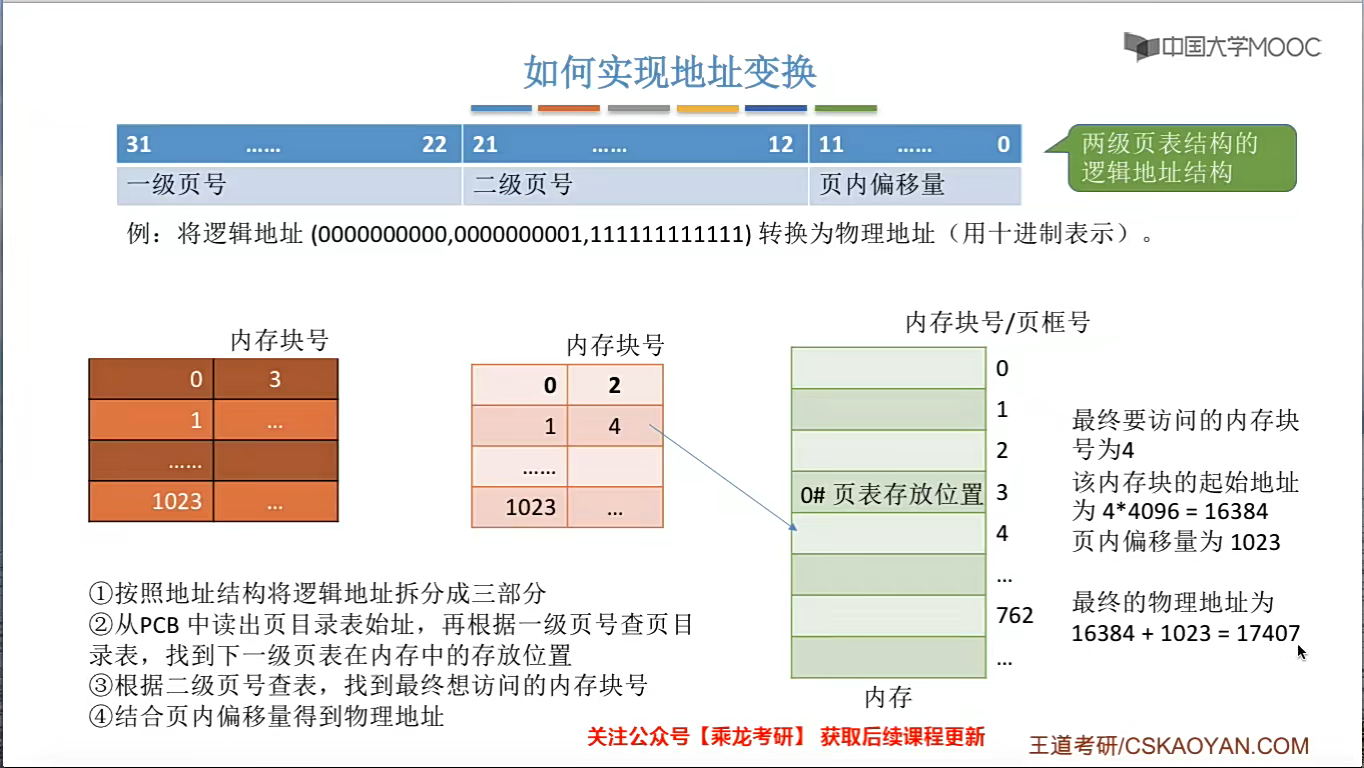 中国大学MOOC
如何实现地址变换
31 …… 22 21 …… 12 11 …… 0
一级页号 二级页号 页内偏移量
两级页表结构的
逻辑地址结构
例：将逻辑地址 (0000000000,0000000001,111111111111) 转换为物理地址（用十进制表示）。
内存块号
0 3
1 …
……
1023 …
内存块号
0 2
1 4
……
1023 …
内存块号/页框号
0
1
2
0# 页表存放位置 3
4
…
762
…
内存
最终要访问的内存块
号为4
该内存块的起始地址
为 4*4096 = 16384
页内偏移量为 1023
最终的物理地址为
16384 + 1023 = 17407
①按照地址结构将逻辑地址拆分成三部分
②从PCB 中读出页目录表始址，再根据一级页号查页目
录表，找到下一级页表在内存中的存放位置
③根据二级页号查表，找到最终想访问的内存块号
④结合页内偏移量得到物理地址
关注公众号【乘龙考研】 获取后续课程更新
王道考研/CSKAOYAN.COM